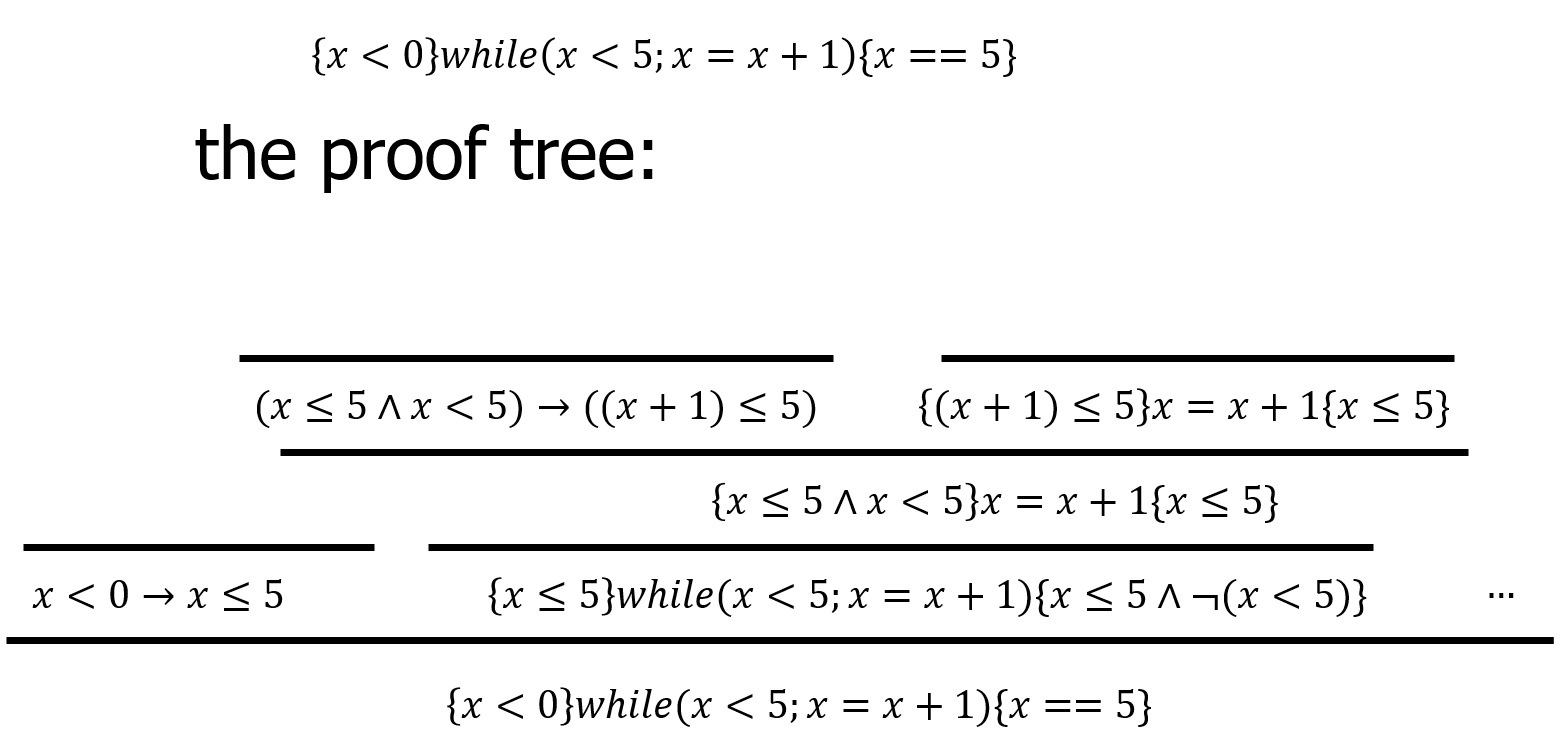 {x < 0}while(x < 5; x = x + 1){x == 5}
the proof tree:
(x ≤ 5 ∧ x < 5) → ((x + 1) ≤ 5) {(x + 1) ≤ 5}x = x + 1{x ≤ 5}
{x ≤ 5 ∧ x < 5}x = x + 1{x ≤ 5}
x < 0 → x ≤ 5 {x ≤ 5}while(x < 5; x = x + 1){x ≤ 5 ∧ ¬(x < 5)} ...
{x < 0}while(x < 5; x = x + 1){x == 5}